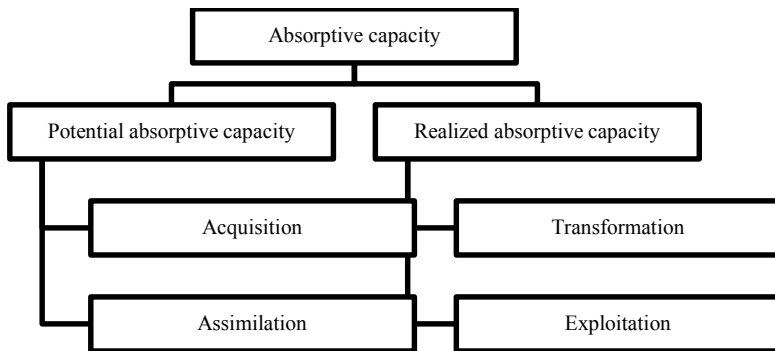 Absorptive capacity
Potential absorptive capacity
Realized absorptive capacity
Acquisition
Transformation
Assimilation
Exploitation